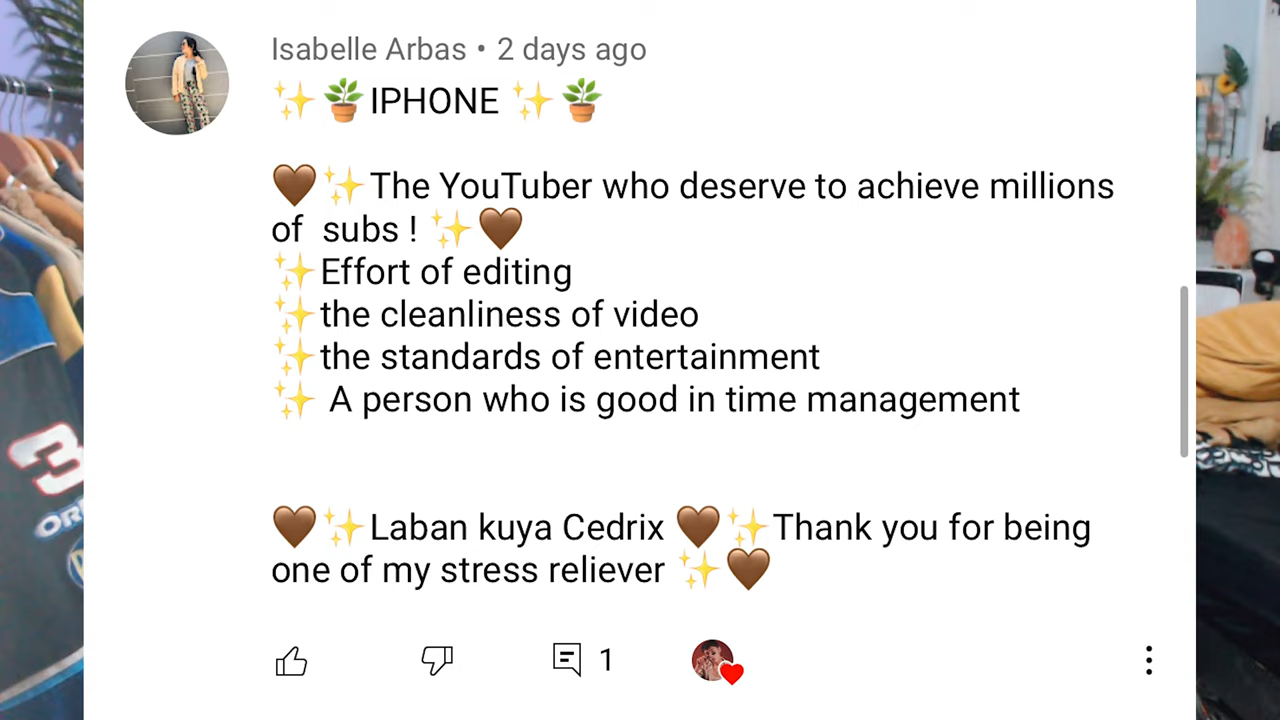 Isabelle Arbas • 2 days ago
✨🪴IPHONE ✨🪴
🤎✨The YouTuber who deserve to achieve millions
of subs ! ✨🤎
✨Effort of editing
✨the cleanliness of video
✨the standards of entertainment
✨ A person who is good in time management
🤎✨Laban kuya Cedrix 🤎✨Thank you for being
one of my stress reliever ✨🤎
1
3